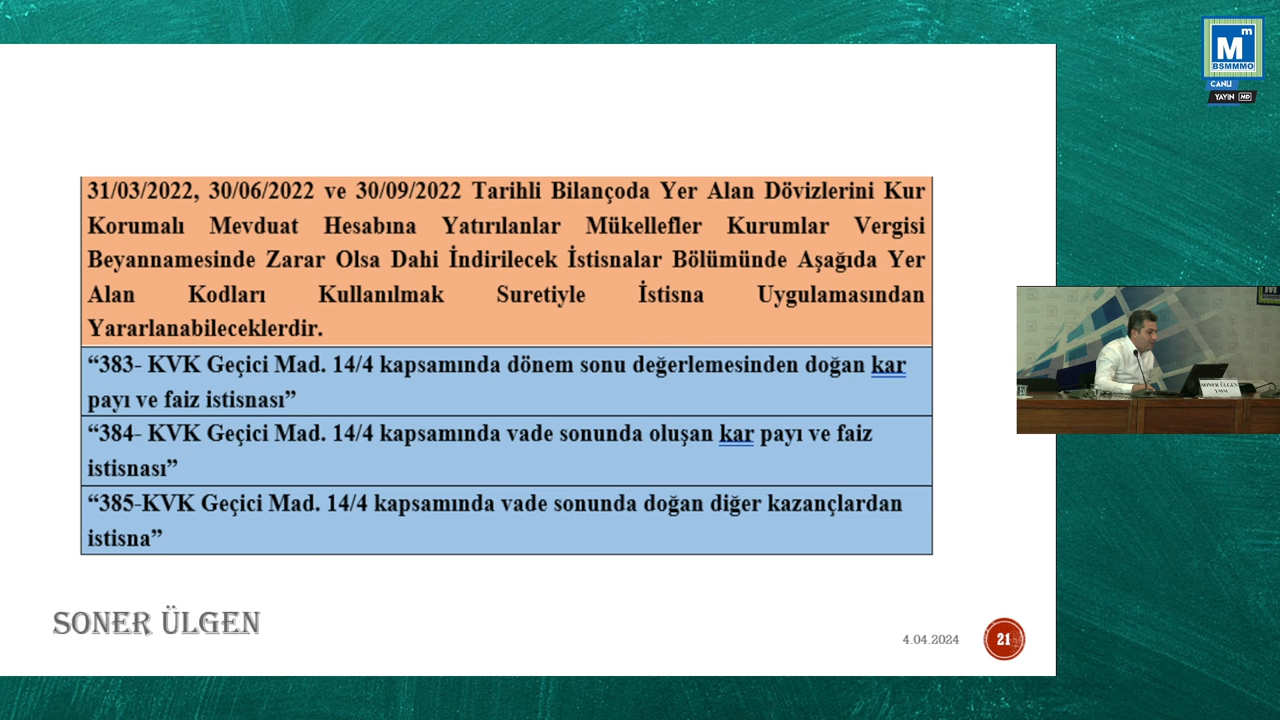 M m
BSMMMO
CANLI
YAYIN HD
31/03/2022, 30/06/2022 ve 30/09/2022 Tarihli Bilançoda Yer Alan Dövizlerini Kur
Korumalı Mevduat Hesabına Yatırılanlar Mükellefler Kurumlar Vergisi
Beyannamesinde Zarar Olsa Dahi İndirilecek İstisnalar Bölümünde Aşağıda Yer
Alan Kodları Kullanılmak Suretiyle İstisna Uygulamasından
Yararlanabileceklerdir.
“383- KVK Geçici Mad. 14/4 kapsamında dönem sonu değerlemesinden doğan kar
payı ve faiz istisnası”
“384- KVK Geçici Mad. 14/4 kapsamında vade sonunda oluşan kar payı ve faiz
istisnası”
“385-KVK Geçici Mad. 14/4 kapsamında vade sonunda doğan diğer kazançlardan
istisna”
SONER ÜLGEN
YMM
SONER ÜLGEN
4.04.2024
21